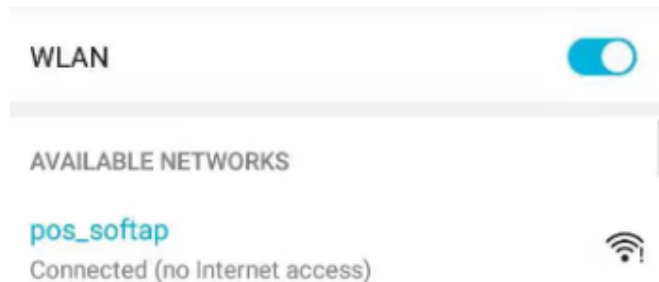 WLAN
AVAILABLE NETWORKS
pos_softap
Connected (no Internet access)